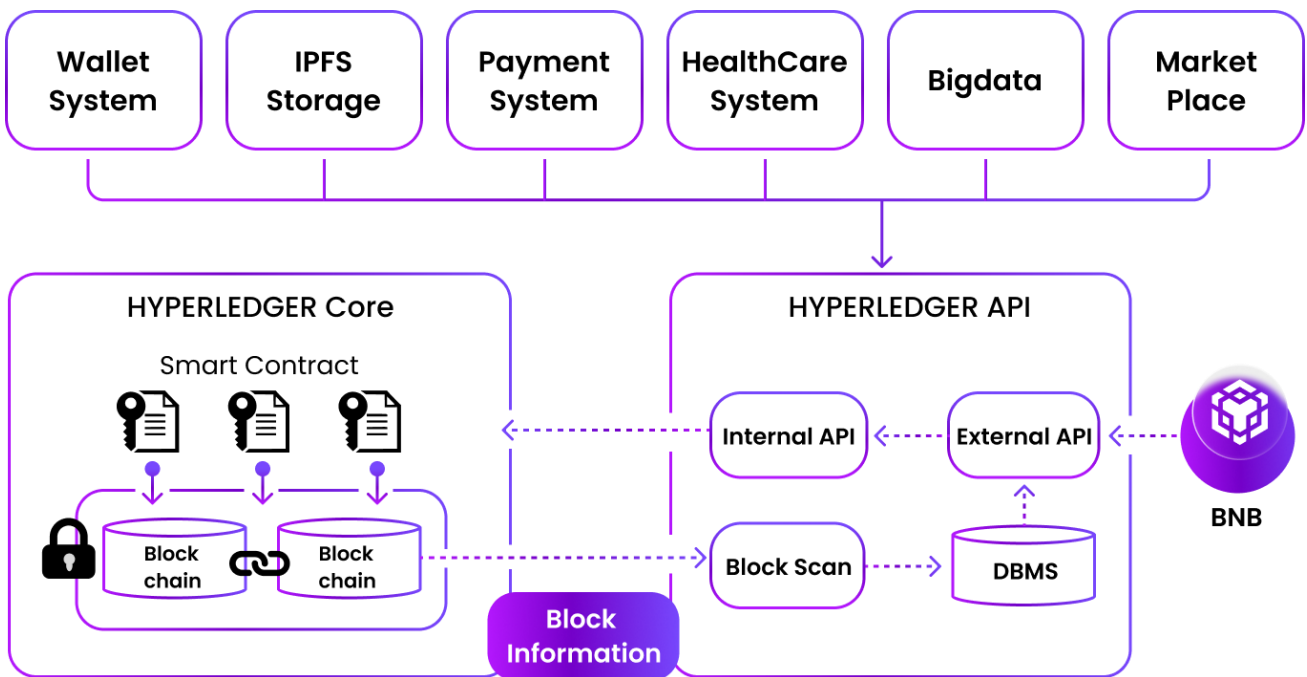 Wallet
System
IPFS
Storage
Payment
System
HealthCare
System
Bigdata
Market
Place
HYPERLEDGER Core
Smart Contract
Block
chain
Block
chain
HYPERLEDGER API
Internal API
External API
Block Scan
DBMS
BNB
Block
Information